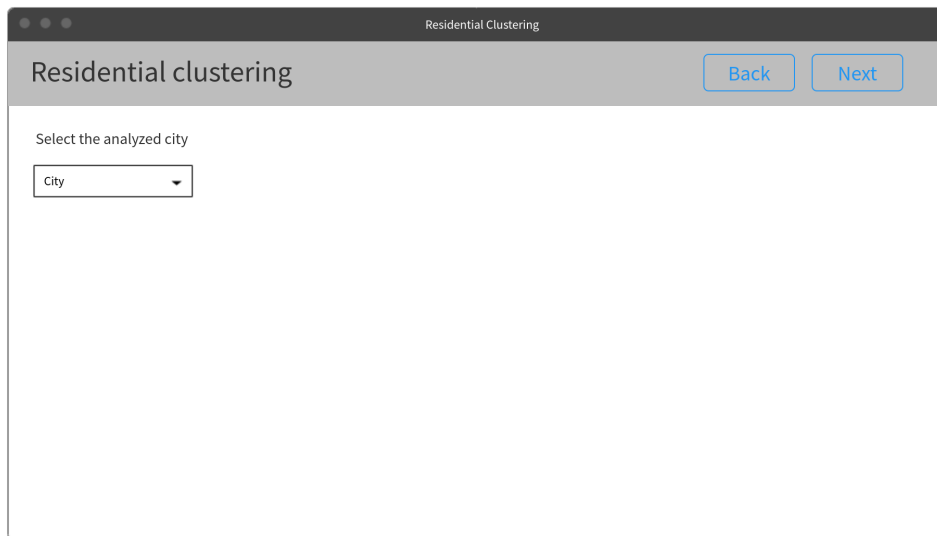 Residential Clustering
Residential clustering
Back
Next
Select the analyzed city
City